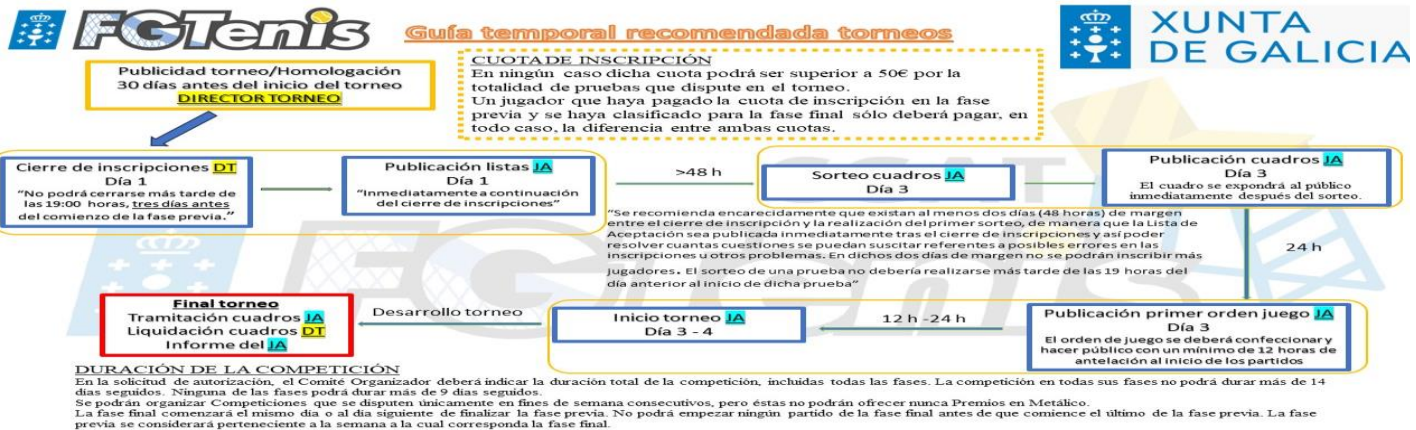 FGTenis
Guía temporal recomendada torneos
XUNTA
DE GALICIA
Publicidad torneo/Homologación
30 días antes del inicio del torneo
DIRECTOR TORNEO
CUOTA DE INSCRIPCIÓN
En ningún caso dicha cuota podrá ser superior a 50€ por la
totalidad de pruebas que dispute en el torneo.
Un jugador que haya pagado la cuota de inscripción en la fase
previa y se haya clasificado para la fase final sólo deberá pagar, en
todo caso, la diferencia entre ambas cuotas.
Cierre de inscripciones DT
Día 1
"No podrá cerrarse más tarde de
las 19:00 horas, tres días antes
del comienzo de la fase previa."
Publicación listas JA
Día 1
"Inmediatamente a continuación
del cierre de inscripciones"
>48 h
Sorteo cuadros JA
Día 3
Publicación cuadros JA
Día 3
El cuadro se expondrá al público
inmediatamente después del sorteo.
"Se recomienda encarecidamente que existan al menos dos días (48 horas) de margen
entre el cierre de inscripción y la realización del primer sorteo, de manera que la Lista de
Aceptación sea publicada inmediatamente tras el cierre de inscripciones y así poder
resolver cuantas cuestiones se puedan suscitar referentes a posibles errores en las
inscripciones u otros problemas. En dichos dos días de margen no se podrán inscribir más
jugadores. El sorteo de una prueba no debería realizarse más tarde de las 19 horas del
día anterior al inicio de dicha prueba"
24 h
Final torneo
Tramitación cuadros JA
Liquidación cuadros DT
Informe del JA
Desarrollo torneo
Inicio torneo JA
Día 3 - 4
12 h -24 h
Publicación primer orden juego JA
Día 3
El orden de juego se deberá confeccionar y
hacer público con un mínimo de 12 horas de
antelación al inicio de los partidos
DURACIÓN DE LA COMPETICIÓN
En la solicitud de autorización, el Comité Organizador deberá indicar la duración total de la competición, incluidas todas las fases. La competición en todas sus fases no podrá durar más de 14
días seguidos. Ninguna de las fases podrá durar más de 9 días seguidos.
Se podrán organizar Competiciones que se disputen únicamente en fines de semana consecutivos, pero éstas no podrán ofrecer nunca Premios en Metálico.
La fase final comenzará el mismo día o al día siguiente de finalizar la fase previa. No podrá empezar ningún partido de la fase final antes de que comience el último de la fase previa. La fase
previa se considerará perteneciente a la semana a la cual corresponda la fase final.